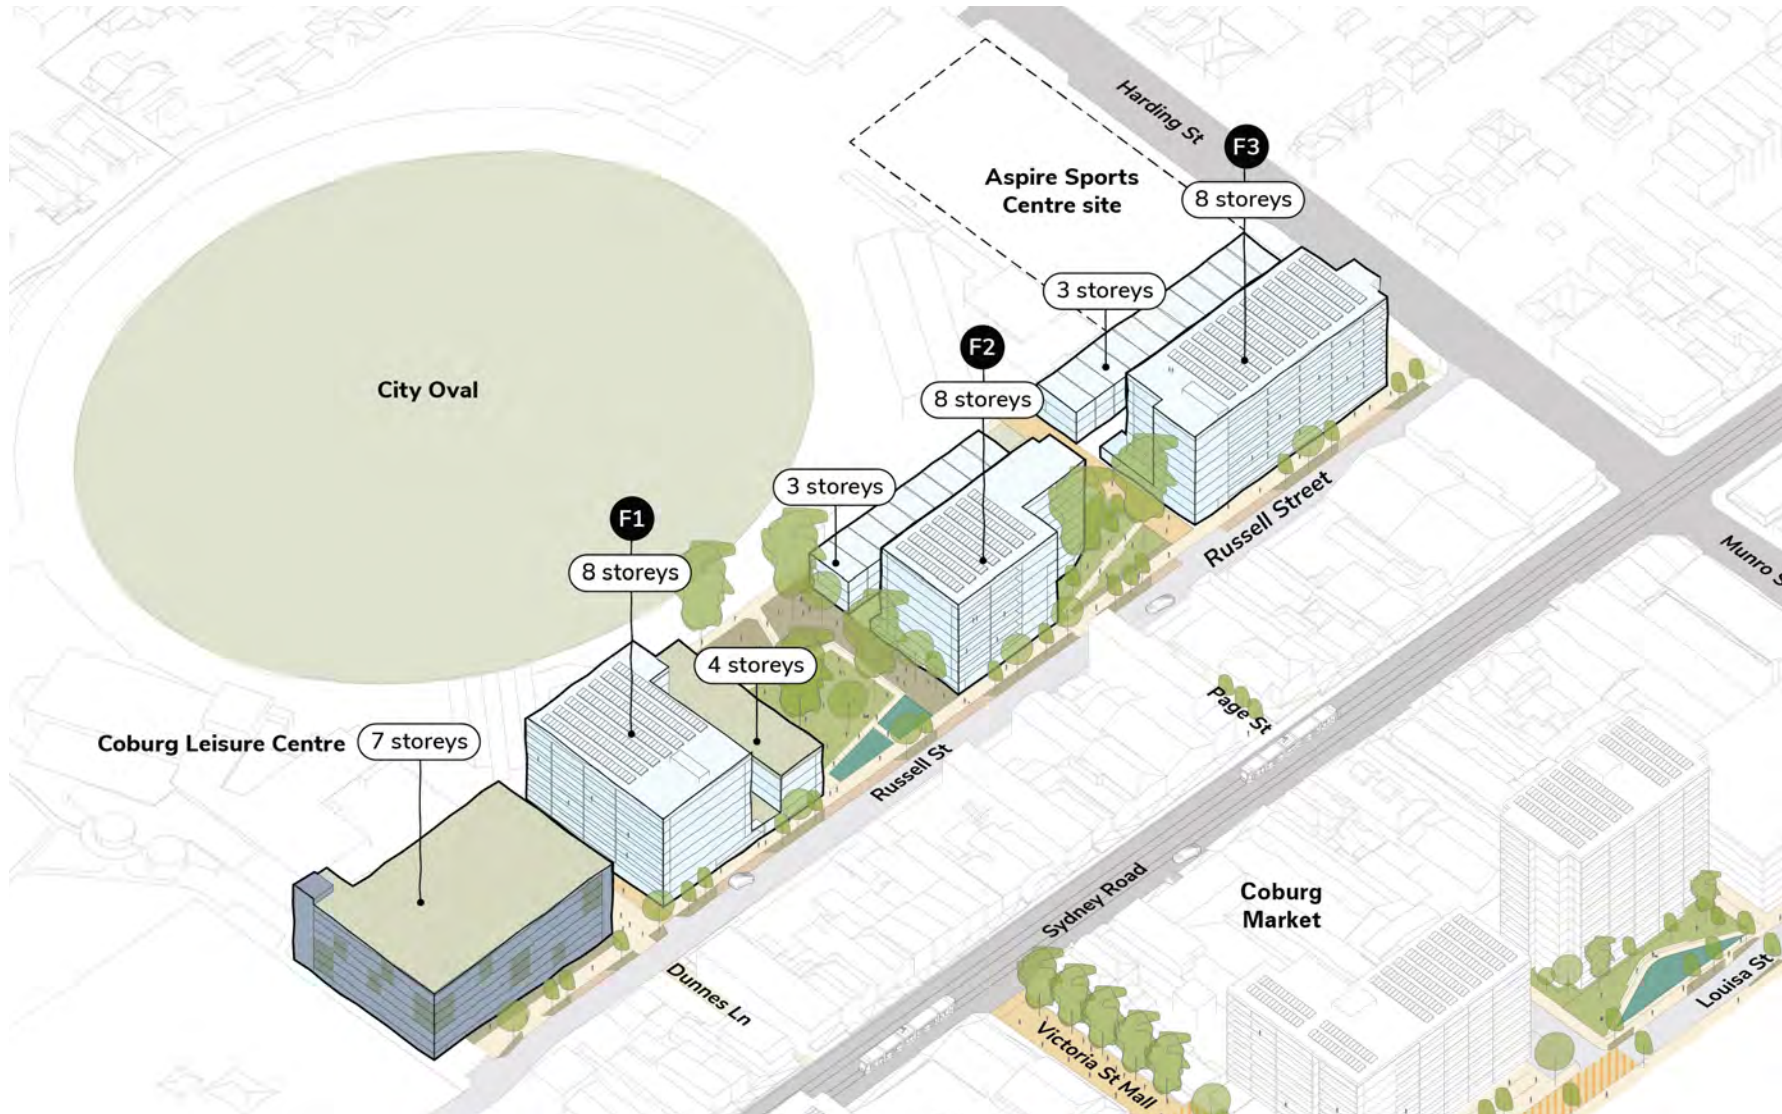 Harding St
F3
8 storeys
Aspire Sports
Centre site
3 storeys
F2
8 storeys
City Oval
3 storeys
F1
8 storeys
4 storeys
Russell Street
Munro S
Page St
Coburg Leisure Centre
7 storeys
Russell St
Sydney Road
Coburg
Market
Dunnes Ln
Louisa St
Victoria St Mall